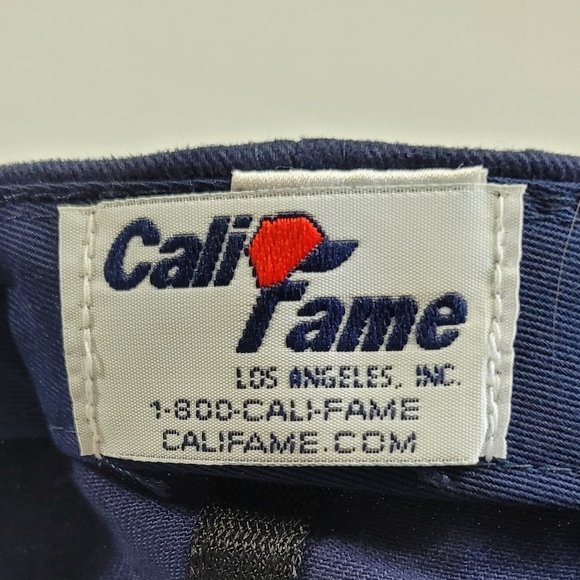 Cali
Fame
LOS ANGELES, INC.
1-800-CALI-FAME
CALIFAME.COM